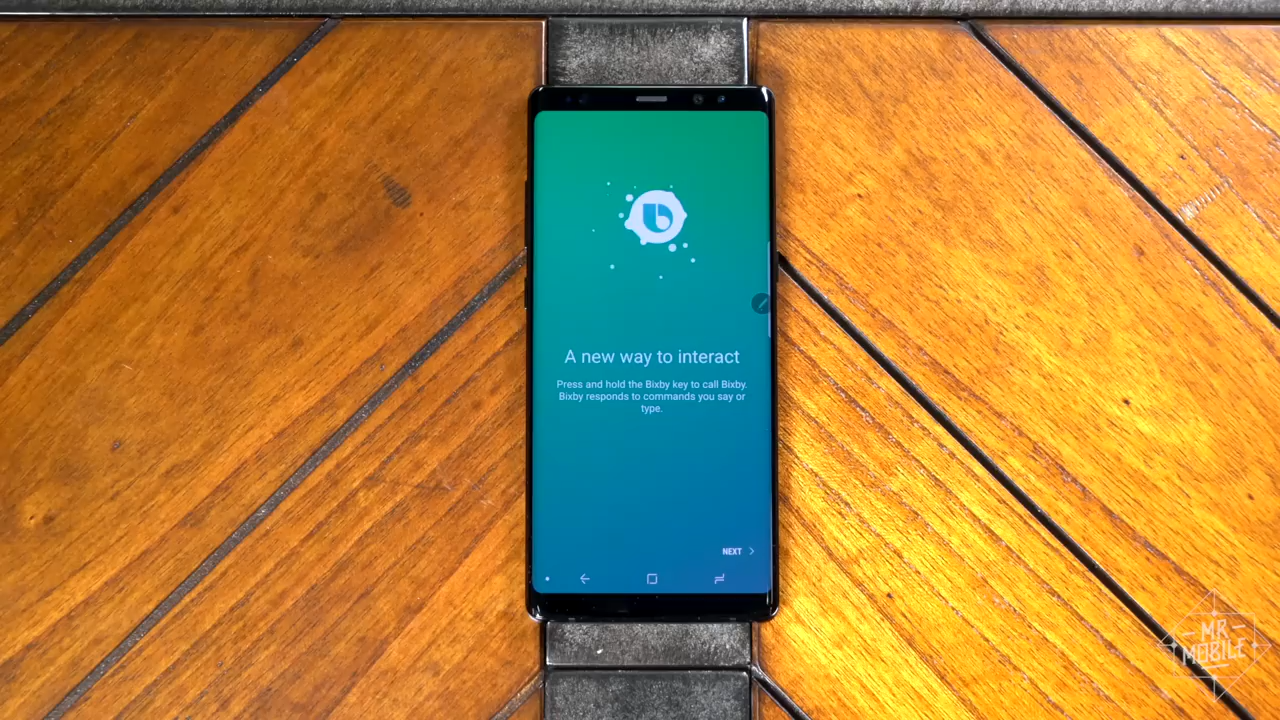 A new way to interact
Press and hold the Bixby key to call Bixby.
Bixby responds to commands you say or
type.
NEXT
MR
MOBILE